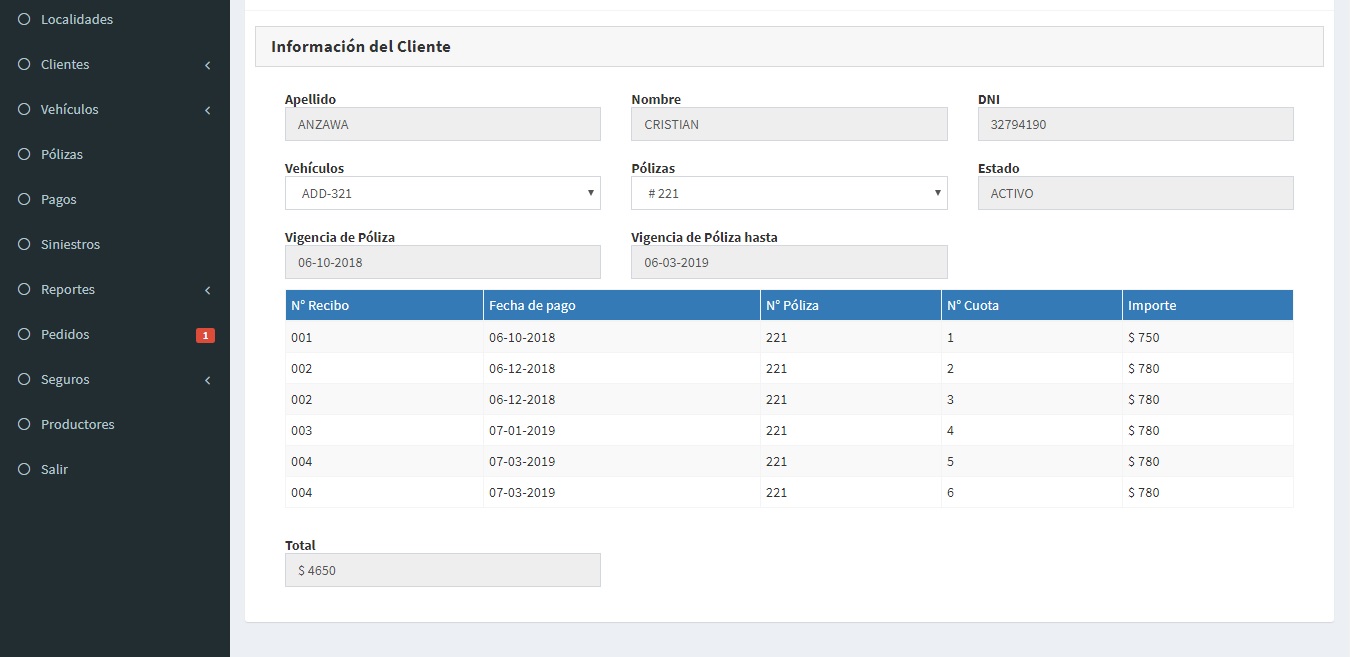 Localidades
Clientes
Vehículos
Pólizas
Pagos
Siniestros
Reportes
Pedidos 1
Seguros
Productores
Salir
Información del Cliente
Apellido Nombre DNI
ANZAWA CRISTIAN 32794190
Vehículos Pólizas Estado
ADD-321 # 221 ACTIVO
Vigencia de Póliza Vigencia de Póliza hasta
06-10-2018 06-03-2019
N° Recibo Fecha de pago N° Póliza N° Cuota Importe
001 06-10-2018 221 1 $ 750
002 06-12-2018 221 2 $ 780
002 06-12-2018 221 3 $ 780
003 07-01-2019 221 4 $ 780
004 07-03-2019 221 5 $ 780
004 07-03-2019 221 6 $ 780
Total
$ 4650